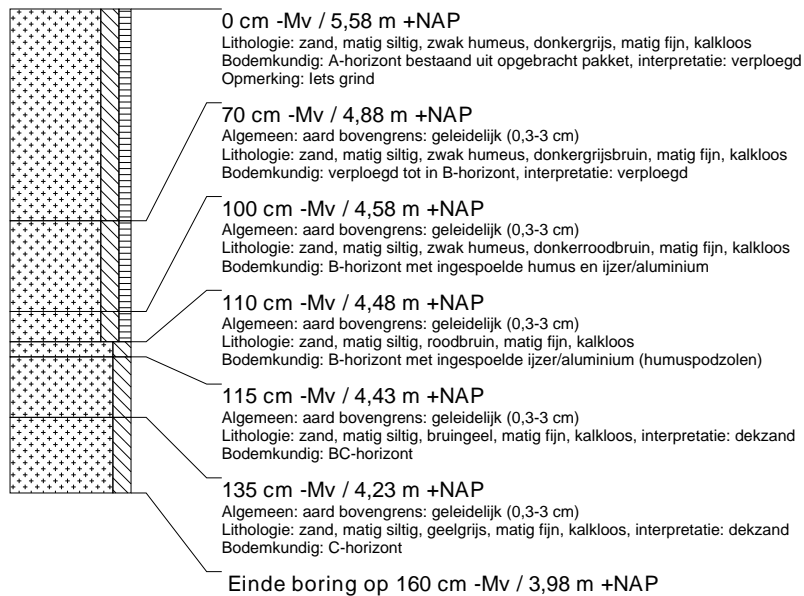 0 cm -Mv / 5,58 m +NAP
Lithologie: zand, matig siltig, zwak humeus, donkergrijs, matig fijn, kalkloos
Bodemkundig: A-horizont bestaand uit opgebracht pakket, interpretatie: verploegd
Opmerking: Iets grind
70 cm -Mv / 4,88 m +NAP
Algemeen: aard bovengrens: geleidelijk (0,3-3 cm)
Lithologie: zand, matig siltig, zwak humeus, donkergrijsbruin, matig fijn, kalkloos
Bodemkundig: verploegd tot in B-horizont, interpretatie: verploegd
100 cm -Mv / 4,58 m +NAP
Algemeen: aard bovengrens: geleidelijk (0,3-3 cm)
Lithologie: zand, matig siltig, zwak humeus, donkerroodbruin, matig fijn, kalkloos
Bodemkundig: B-horizont met ingespoelde humus en ijzer/aluminium
110 cm -Mv / 4,48 m +NAP
Algemeen: aard bovengrens: geleidelijk (0,3-3 cm)
Lithologie: zand, matig siltig, roodbruin, matig fijn, kalkloos
Bodemkundig: B-horizont met ingespoelde ijzer/aluminium (humuspodzolen)
115 cm -Mv / 4,43 m +NAP
Algemeen: aard bovengrens: geleidelijk (0,3-3 cm)
Lithologie: zand, matig siltig, bruingeel, matig fijn, kalkloos, interpretatie: dekzand
Bodemkundig: BC-horizont
135 cm -Mv / 4,23 m +NAP
Algemeen: aard bovengrens: geleidelijk (0,3-3 cm)
Lithologie: zand, matig siltig, geelgrijs, matig fijn, kalkloos, interpretatie: dekzand
Bodemkundig: C-horizont
Einde boring op 160 cm -Mv / 3,98 m +NAP